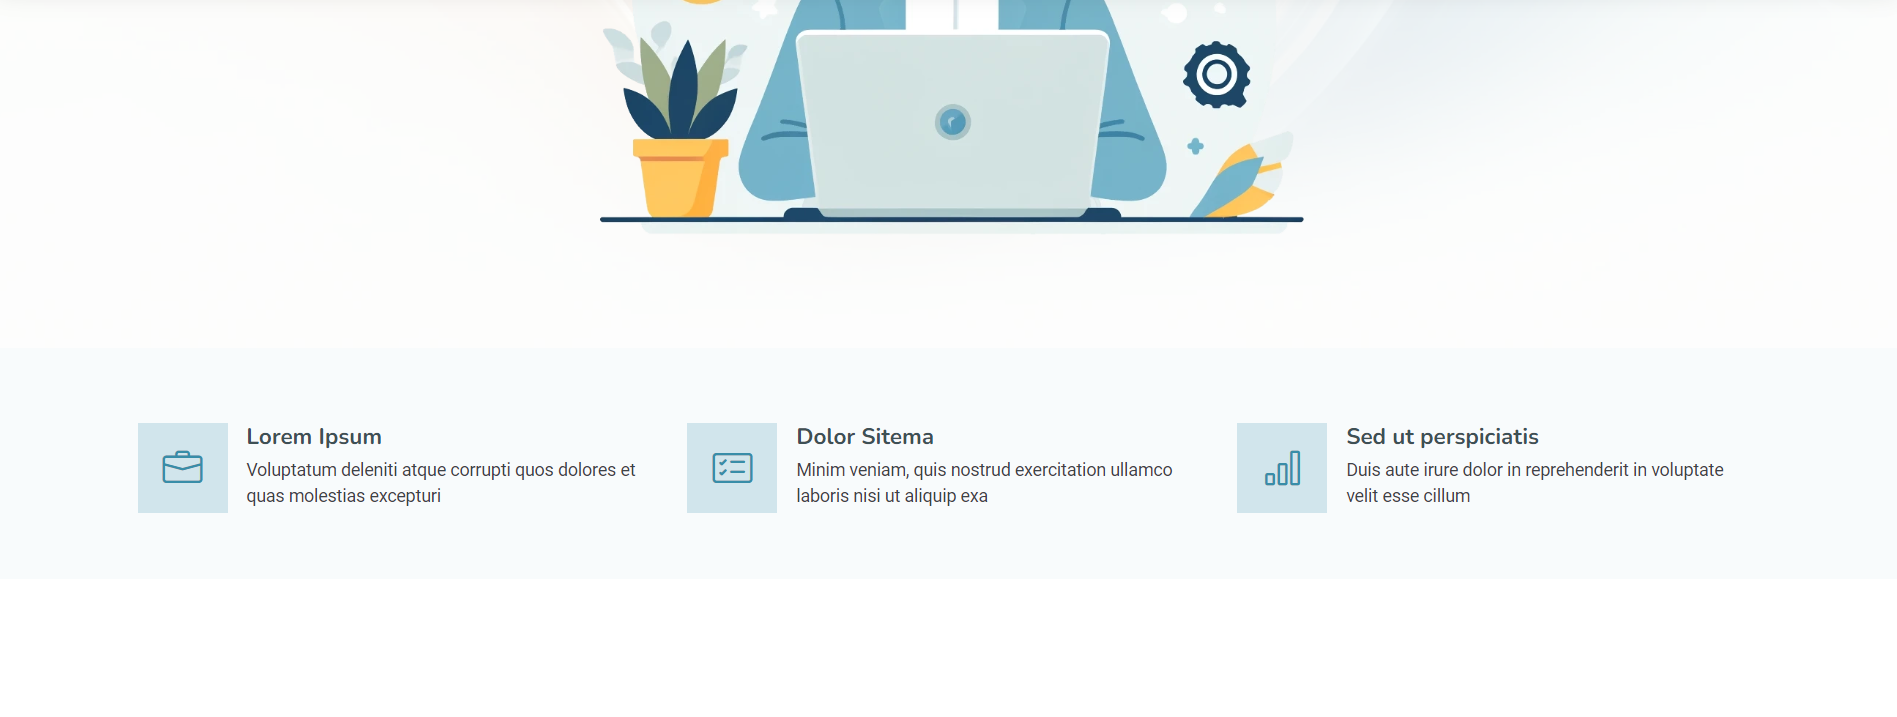 Lorem Ipsum
Voluptatum deleniti atque corrupti quos dolores et
quas molestias excepturi
Dolor Sitema
Minim veniam, quis nostrud exercitation ullamco
laboris nisi ut aliquip exa
Sed ut perspiciatis
Duis aute irure dolor in reprehenderit in voluptate
velit esse cillum